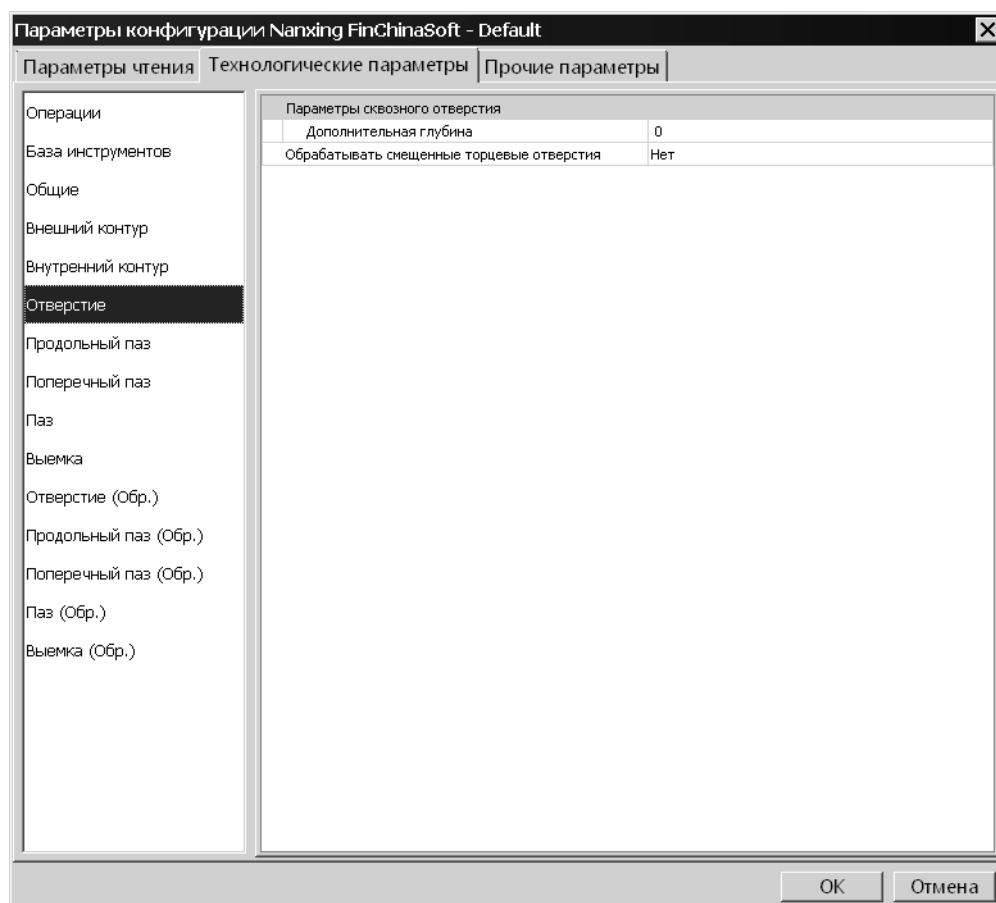 Параметры конфигурации Nanxing FinChinaSoft - Default
Параметры чтения Технологические параметры Прочие параметры
Операции
База инструментов
Общие
Внешний контур
Внутренний контур
Отверстие
Продольный паз
Поперечный паз
Паз
Выемка
Отверстие (Обр.)
Продольный паз (Обр.)
Поперечный паз (Обр.)
Паз (Обр.)
Выемка (Обр.)
Параметры сквозного отверстия
Дополнительная глубина 0
Обрабатывать смещенные торцевые отверстия Нет
OK Отмена